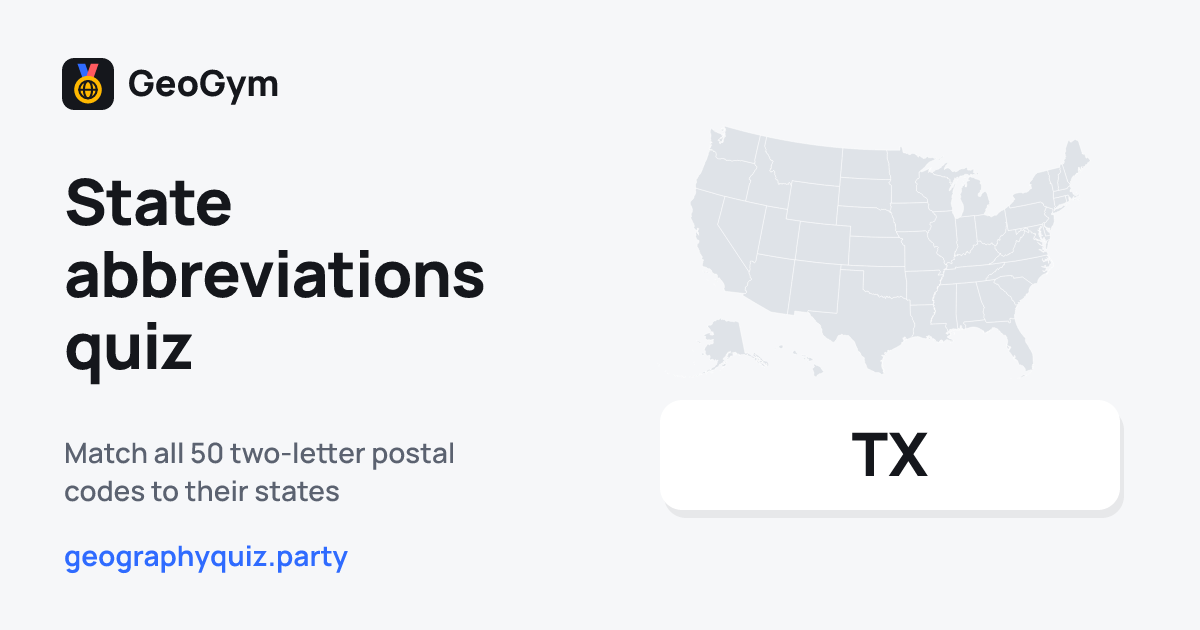 GeoGym
State
abbreviations
quiz
Match all 50 two-letter postal
codes to their states
geographyquiz.party
TX